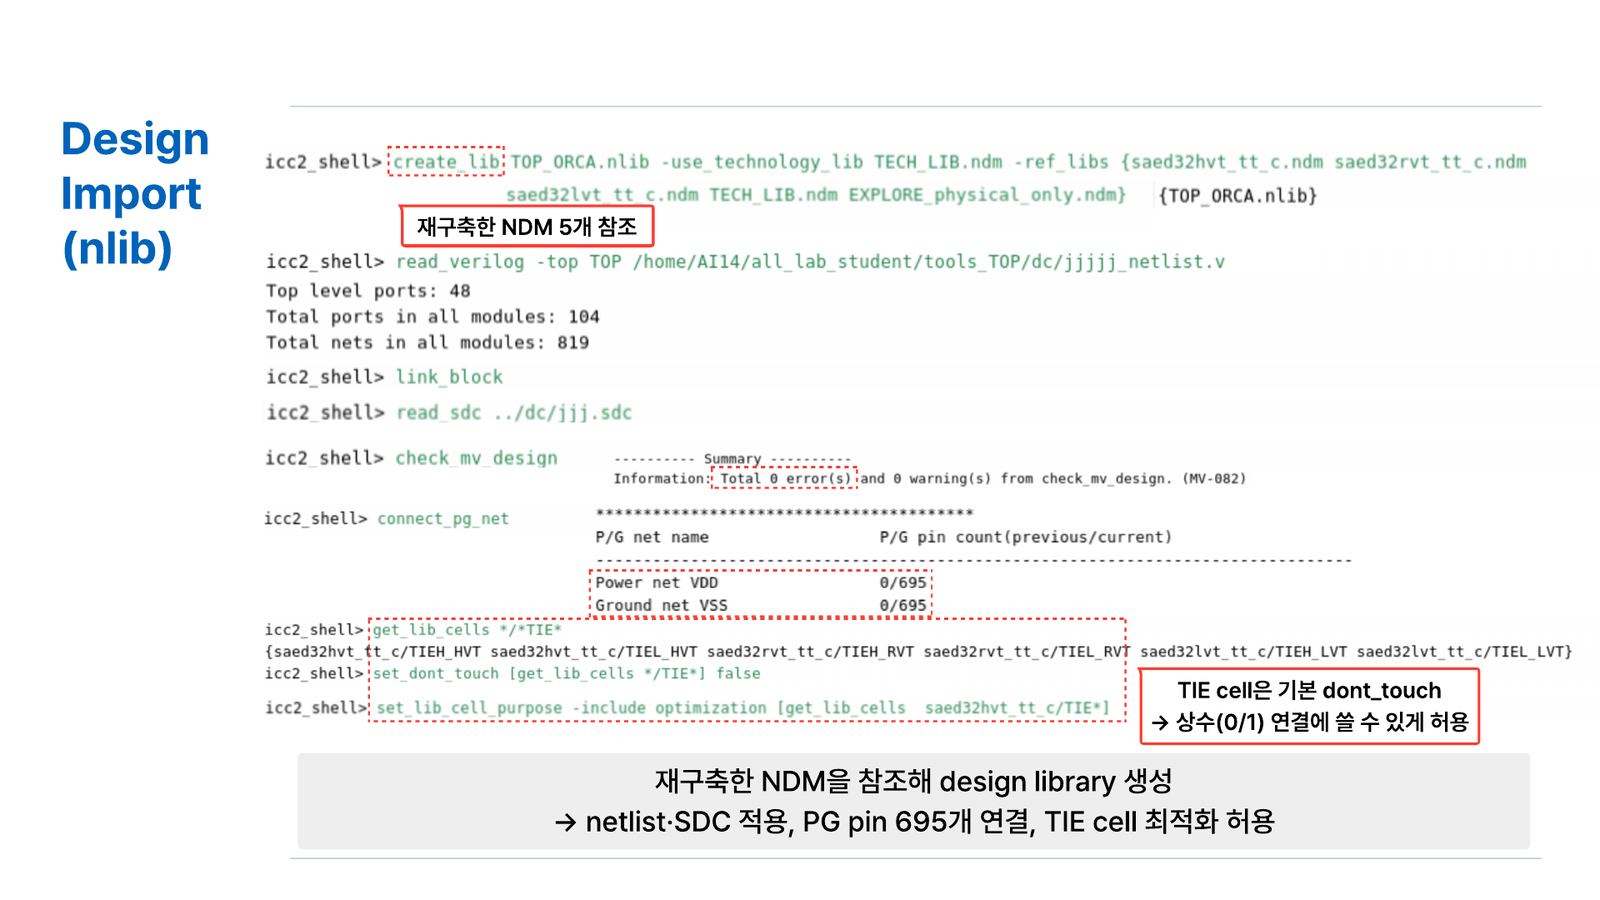 Design
Import
(nlib)
icc2_shell> create_lib TOP_ORCA.nlib -use_technology_lib TECH_LIB.ndm -ref_libs {saed32hvt_tt_c.ndm saed32rvt_tt_c.ndm
saed32lvt_tt_c.ndm TECH_LIB.ndm EXPLORE_physical_only.ndm} {TOP_ORCA.nlib}
재구축한 NDM 5개 참조
icc2_shell> read_verilog -top TOP /home/AI14/all_lab_student/tools_TOP/dc/jjjjj_netlist.v
Top level ports: 48
Total ports in all modules: 104
Total nets in all modules: 819
icc2_shell> link_block
icc2_shell> read_sdc ../dc/jjj.sdc
icc2_shell> check_mv_design
---------- Summary ----------
Information: Total 0 error(s) and 0 warning(s) from check_mv_design. (MV-082)
icc2_shell> connect_pg_net
****************************************
P/G net name P/G pin count(previous/current)
--------------------------------------------------------------------------------
Power net VDD 0/695
Ground net VSS 0/695
icc2_shell> get_lib_cells */*TIE*
{saed32hvt_tt_c/TIEH_HVT saed32hvt_tt_c/TIEL_HVT saed32rvt_tt_c/TIEH_RVT saed32rvt_tt_c/TIEL_RVT saed32lvt_tt_c/TIEH_LVT saed32lvt_tt_c/TIEL_LVT}
icc2_shell> set_dont_touch [get_lib_cells */TIE*] false
icc2_shell> set_lib_cell_purpose -include optimization [get_lib_cells saed32hvt_tt_c/TIE*]
TIE cell은 기본 dont_touch
→ 상수(0/1) 연결에 쓸 수 있게 허용
재구축한 NDM을 참조해 design library 생성
→ netlist·SDC 적용, PG pin 695개 연결, TIE cell 최적화 허용